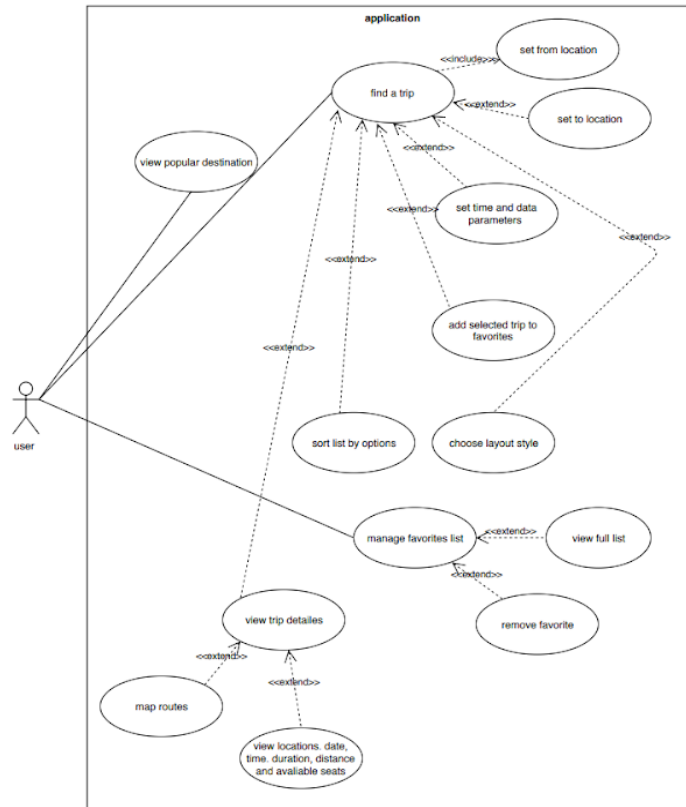 application
set from location
<<include>>
find a trip
<<extend>>
set to location
view popular destination
<<extend>>
set time and data
parameters
<<extend>>
<<extend>>
<<extend>>
add selected trip to
favorites
<<extend>>
user
sort list by options
choose layout style
manage favorites list
<<extend>>
view full list
<<extend>>
remove favorite
view trip detailes
<<extend>>
map routes
<<extend>>
view locations. date,
time. duration, distance
and avaliable seats